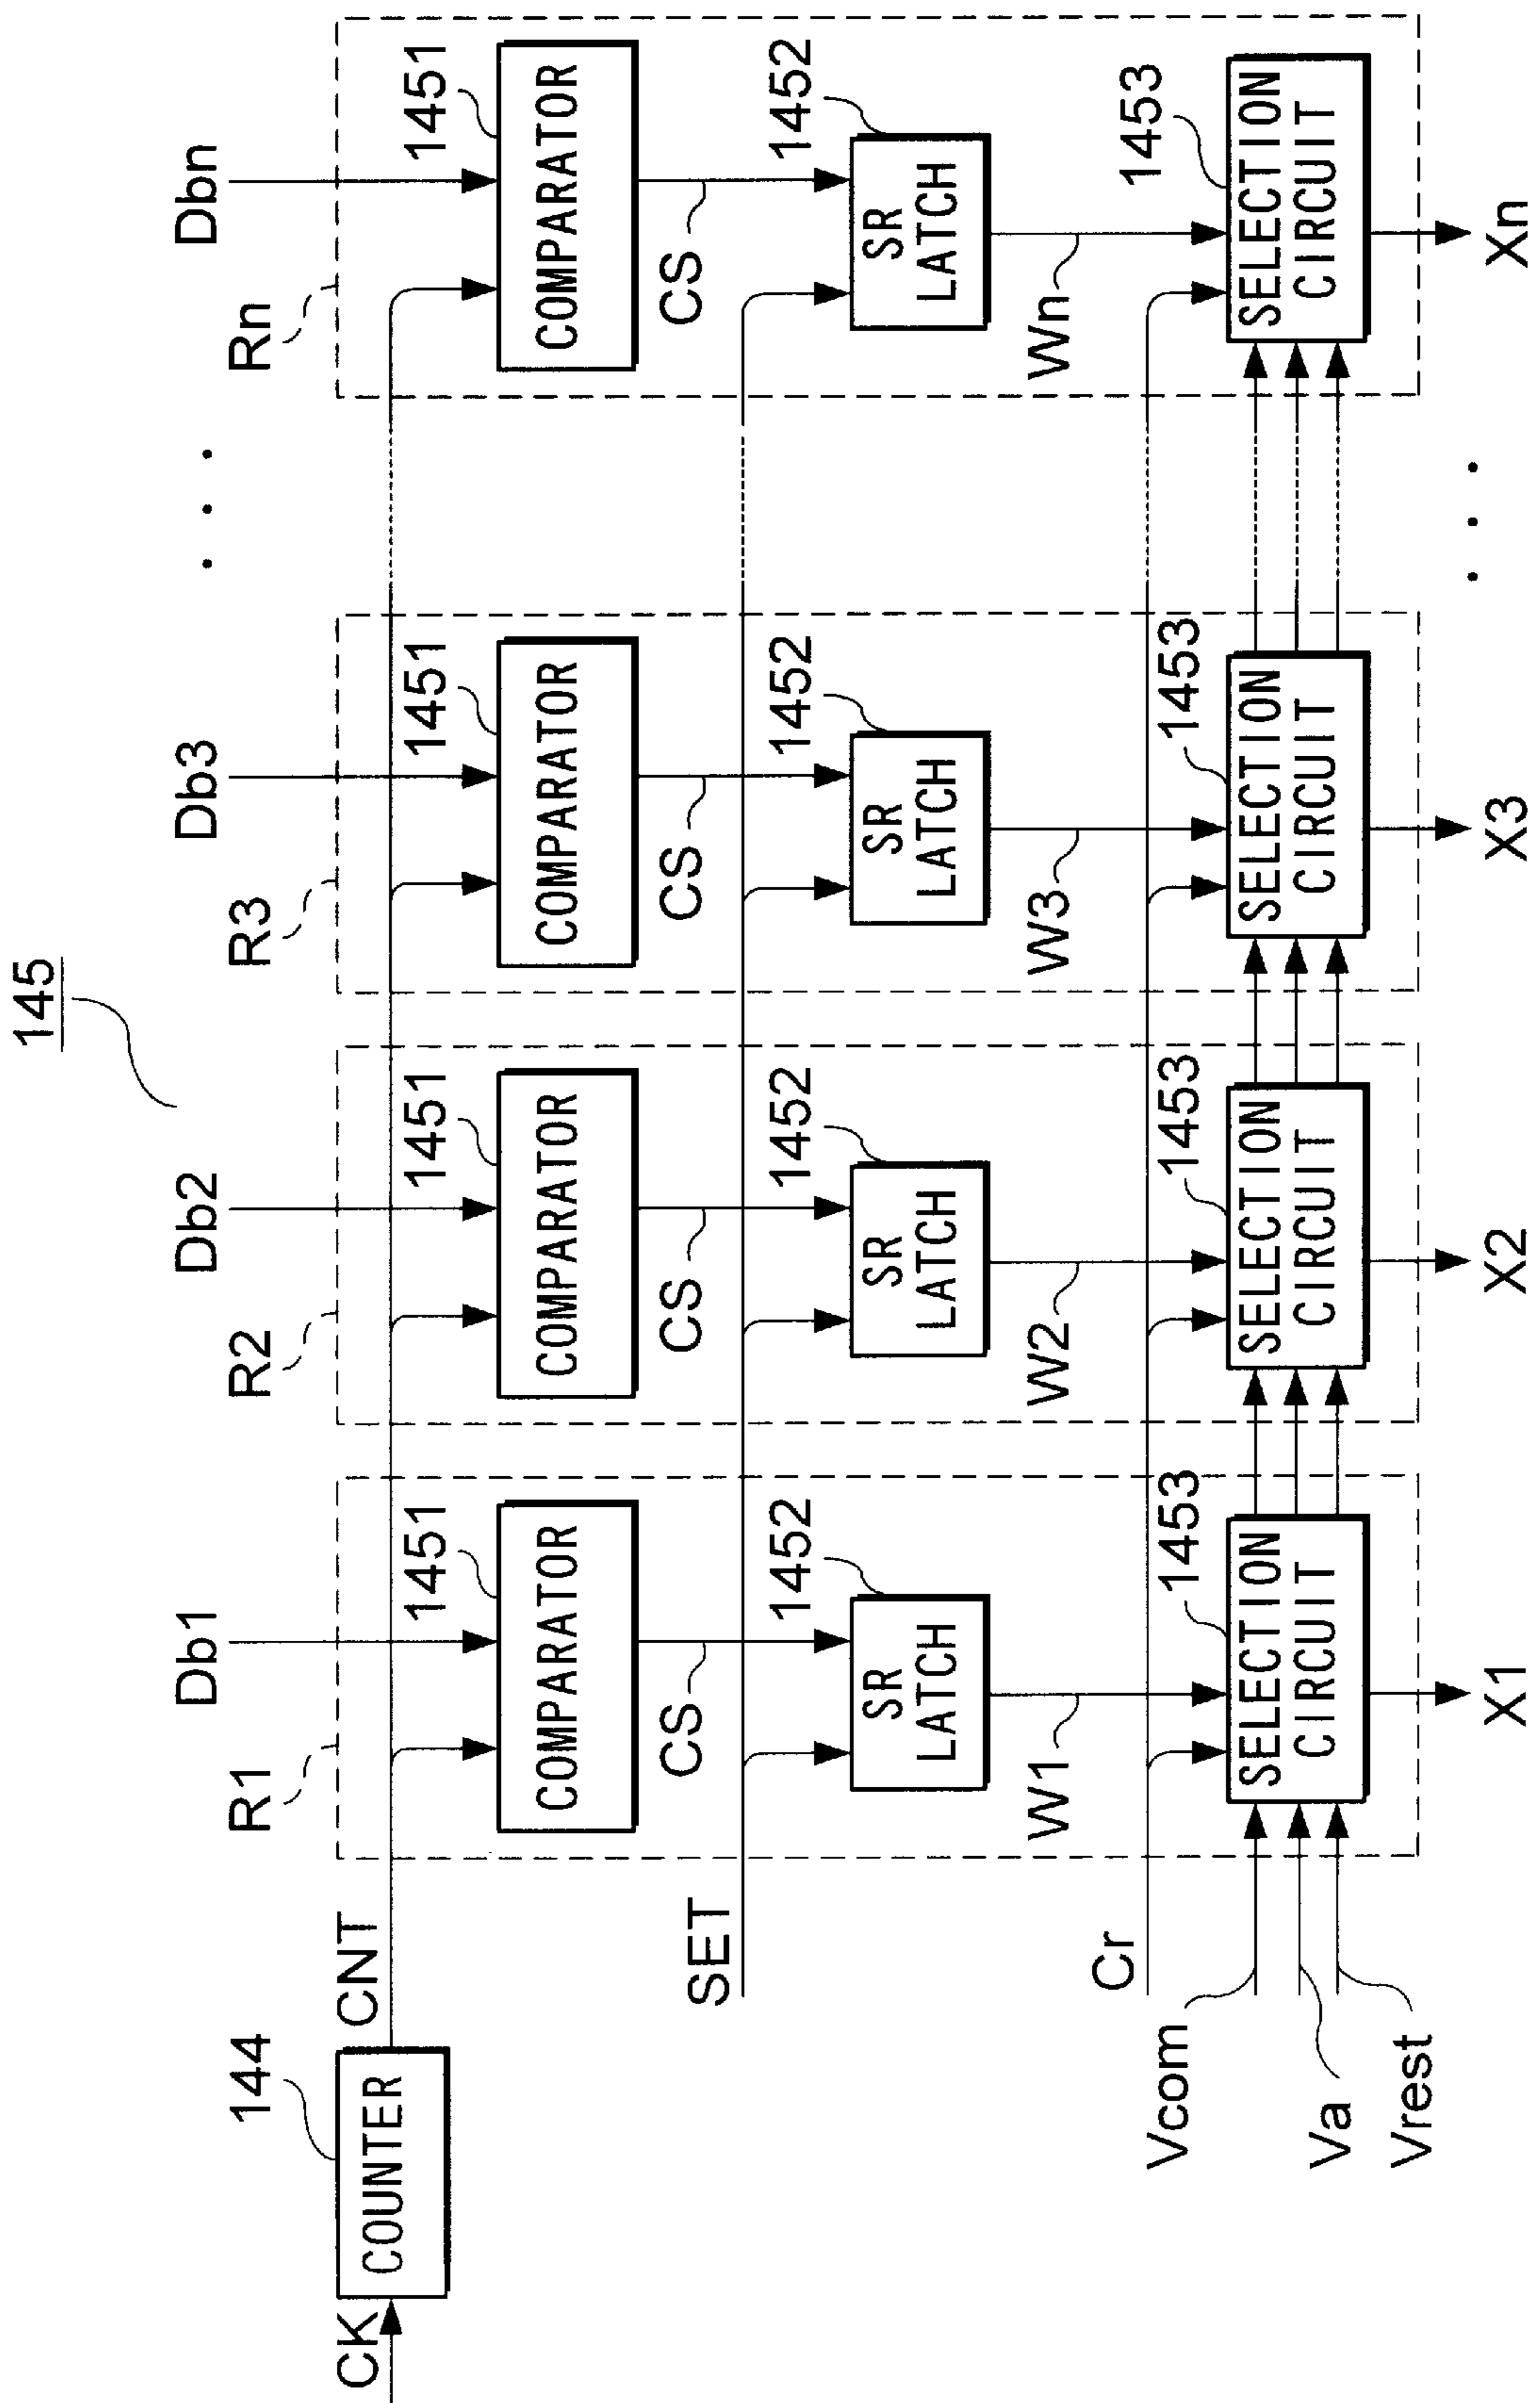 145
Db1
Db2
Db3
. . .
Dbn
R1
R2
R3
Rn
144
CK
COUNTER
CNT
1451
1451
1451
1451
COMPARATOR
COMPARATOR
COMPARATOR
COMPARATOR
CS
CS
CS
CS
SET
1452
1452
1452
1452
SR
LATCH
SR
LATCH
SR
LATCH
SR
LATCH
W1
W2
W3
Wn
Cr
1453
1453
1453
1453
Vcom
Va
Vrest
SELECTION
CIRCUIT
SELECTION
CIRCUIT
SELECTION
CIRCUIT
SELECTION
CIRCUIT
X1
X2
X3
. . .
Xn